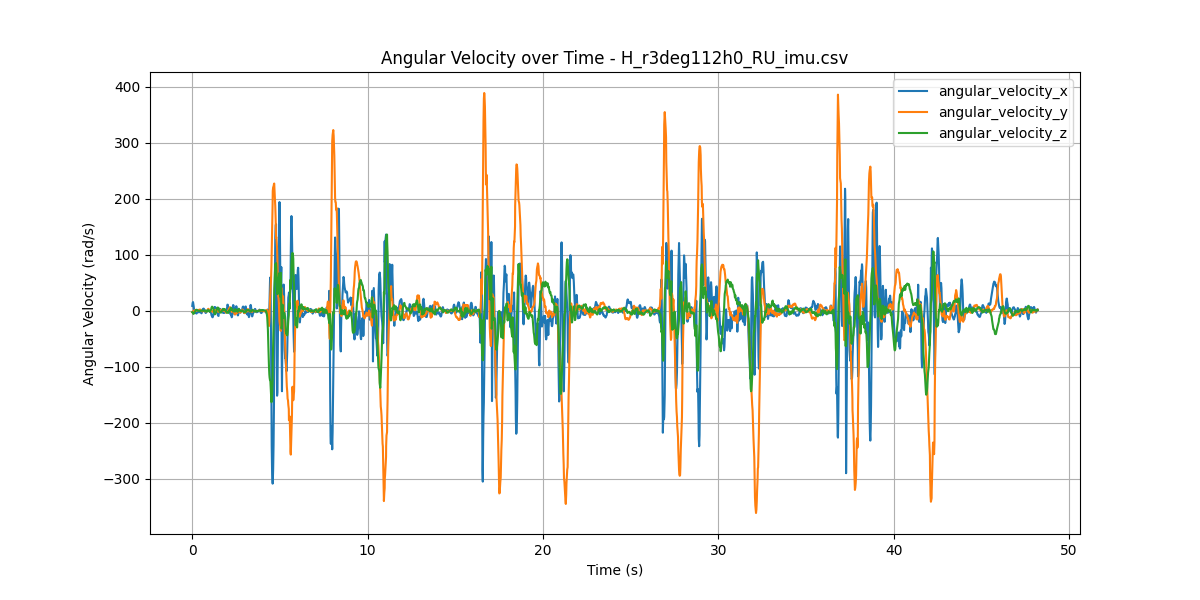 Angular Velocity over Time - H_r3deg112h0_RU_imu.csv
angular_velocity_x
angular_velocity_y
angular_velocity_z
400
300
200
100
0
−100
−200
−300
Angular Velocity (rad/s)
0 10 20 30 40 50
Time (s)